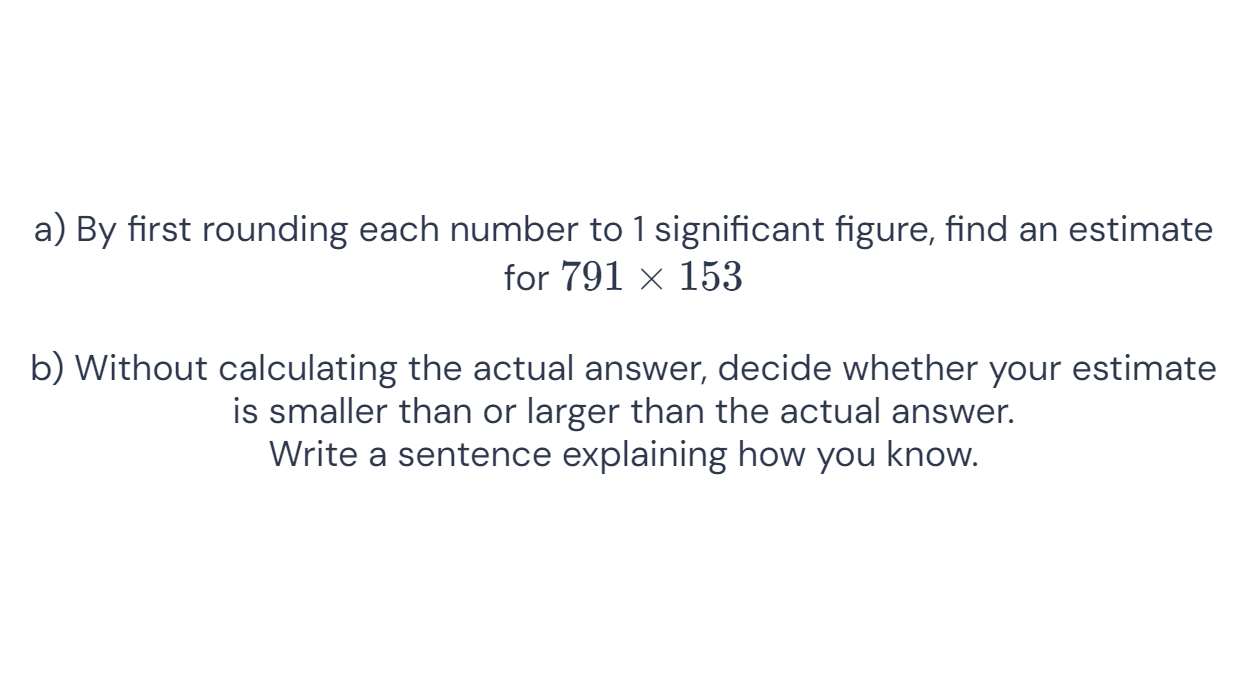 a) By first rounding each number to 1 significant figure, find an estimate
for 791 × 153
b) Without calculating the actual answer, decide whether your estimate
is smaller than or larger than the actual answer.
Write a sentence explaining how you know.